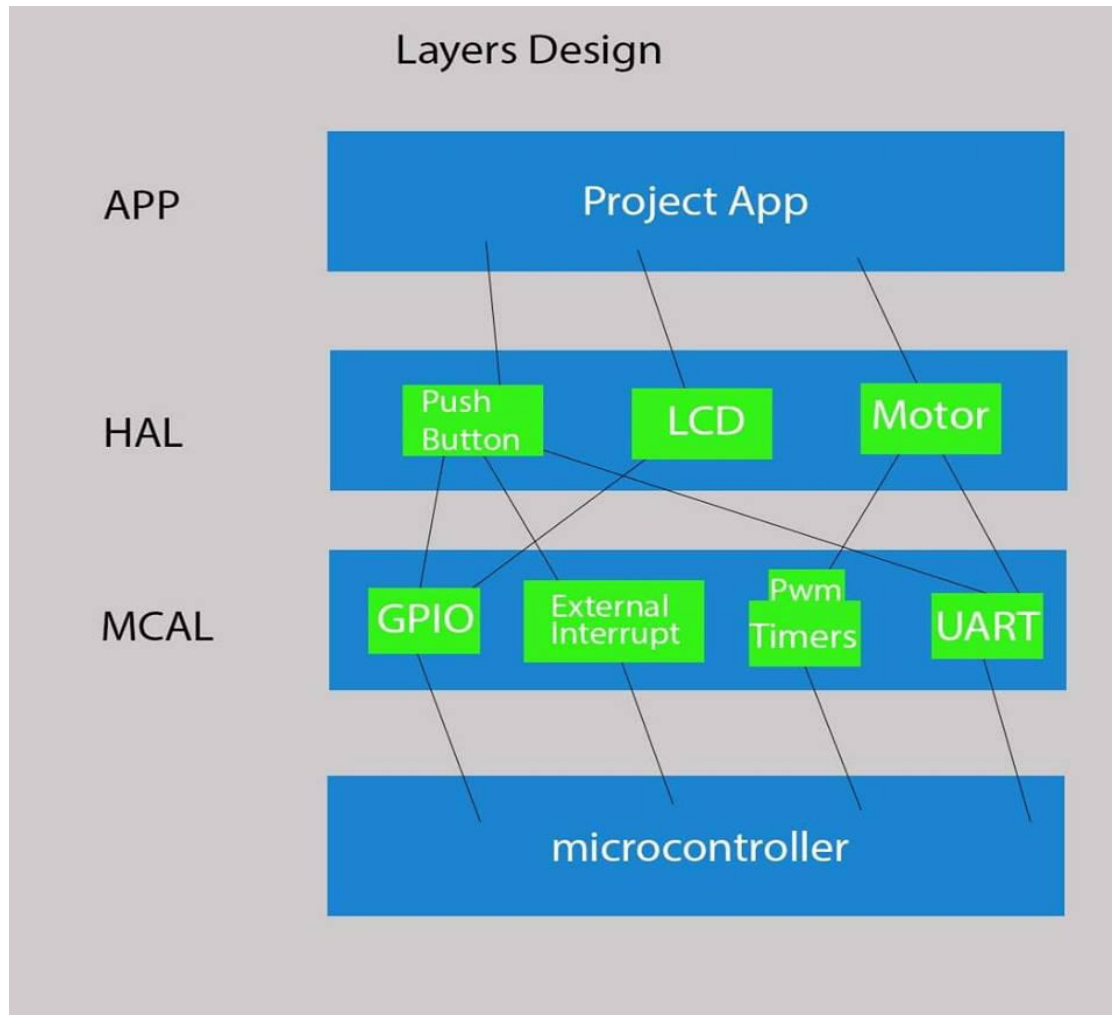 Layers Design
APP
Project App
HAL
Push
Button
LCD
Motor
MCAL
GPIO
External
Interrupt
Pwm
Timers
UART
microcontroller